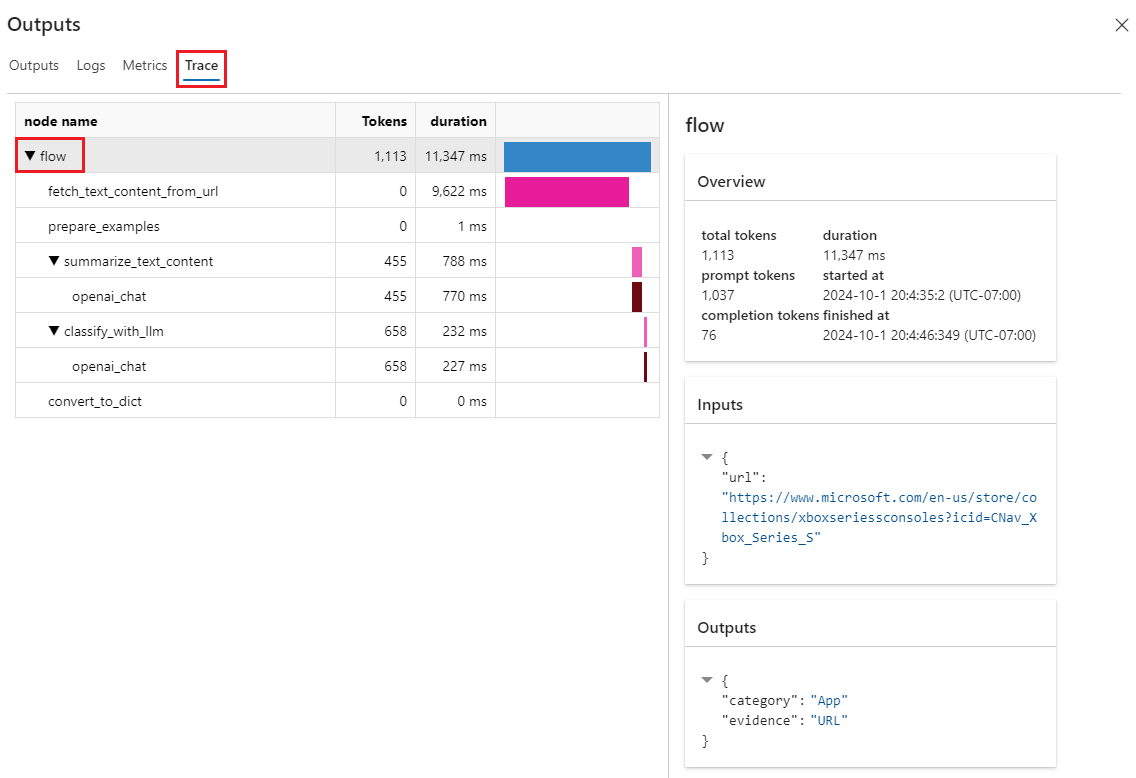 Outputs
Outputs Logs Metrics Trace
node name Tokens duration
▼ flow 1,113 11,347 ms
fetch_text_content_from_url 0 9,622 ms
prepare_examples 0 1 ms
▼ summarize_text_content 455 788 ms
openai_chat 455 770 ms
▼ classify_with_llm 658 232 ms
openai_chat 658 227 ms
convert_to_dict 0 0 ms
flow
Overview
total tokens duration
1,113 11,347 ms
prompt tokens started at
1,037 2024-10-1 20:4:35:2 (UTC-07:00)
completion tokens finished at
76 2024-10-1 20:4:46:349 (UTC-07:00)
Inputs
{
"url":
"https://www.microsoft.com/en-us/store/co
llections/xboxseriessconsoles?icid=CNav_X
box_Series_S"
}
Outputs
{
"category": "App"
"evidence": "URL"
}